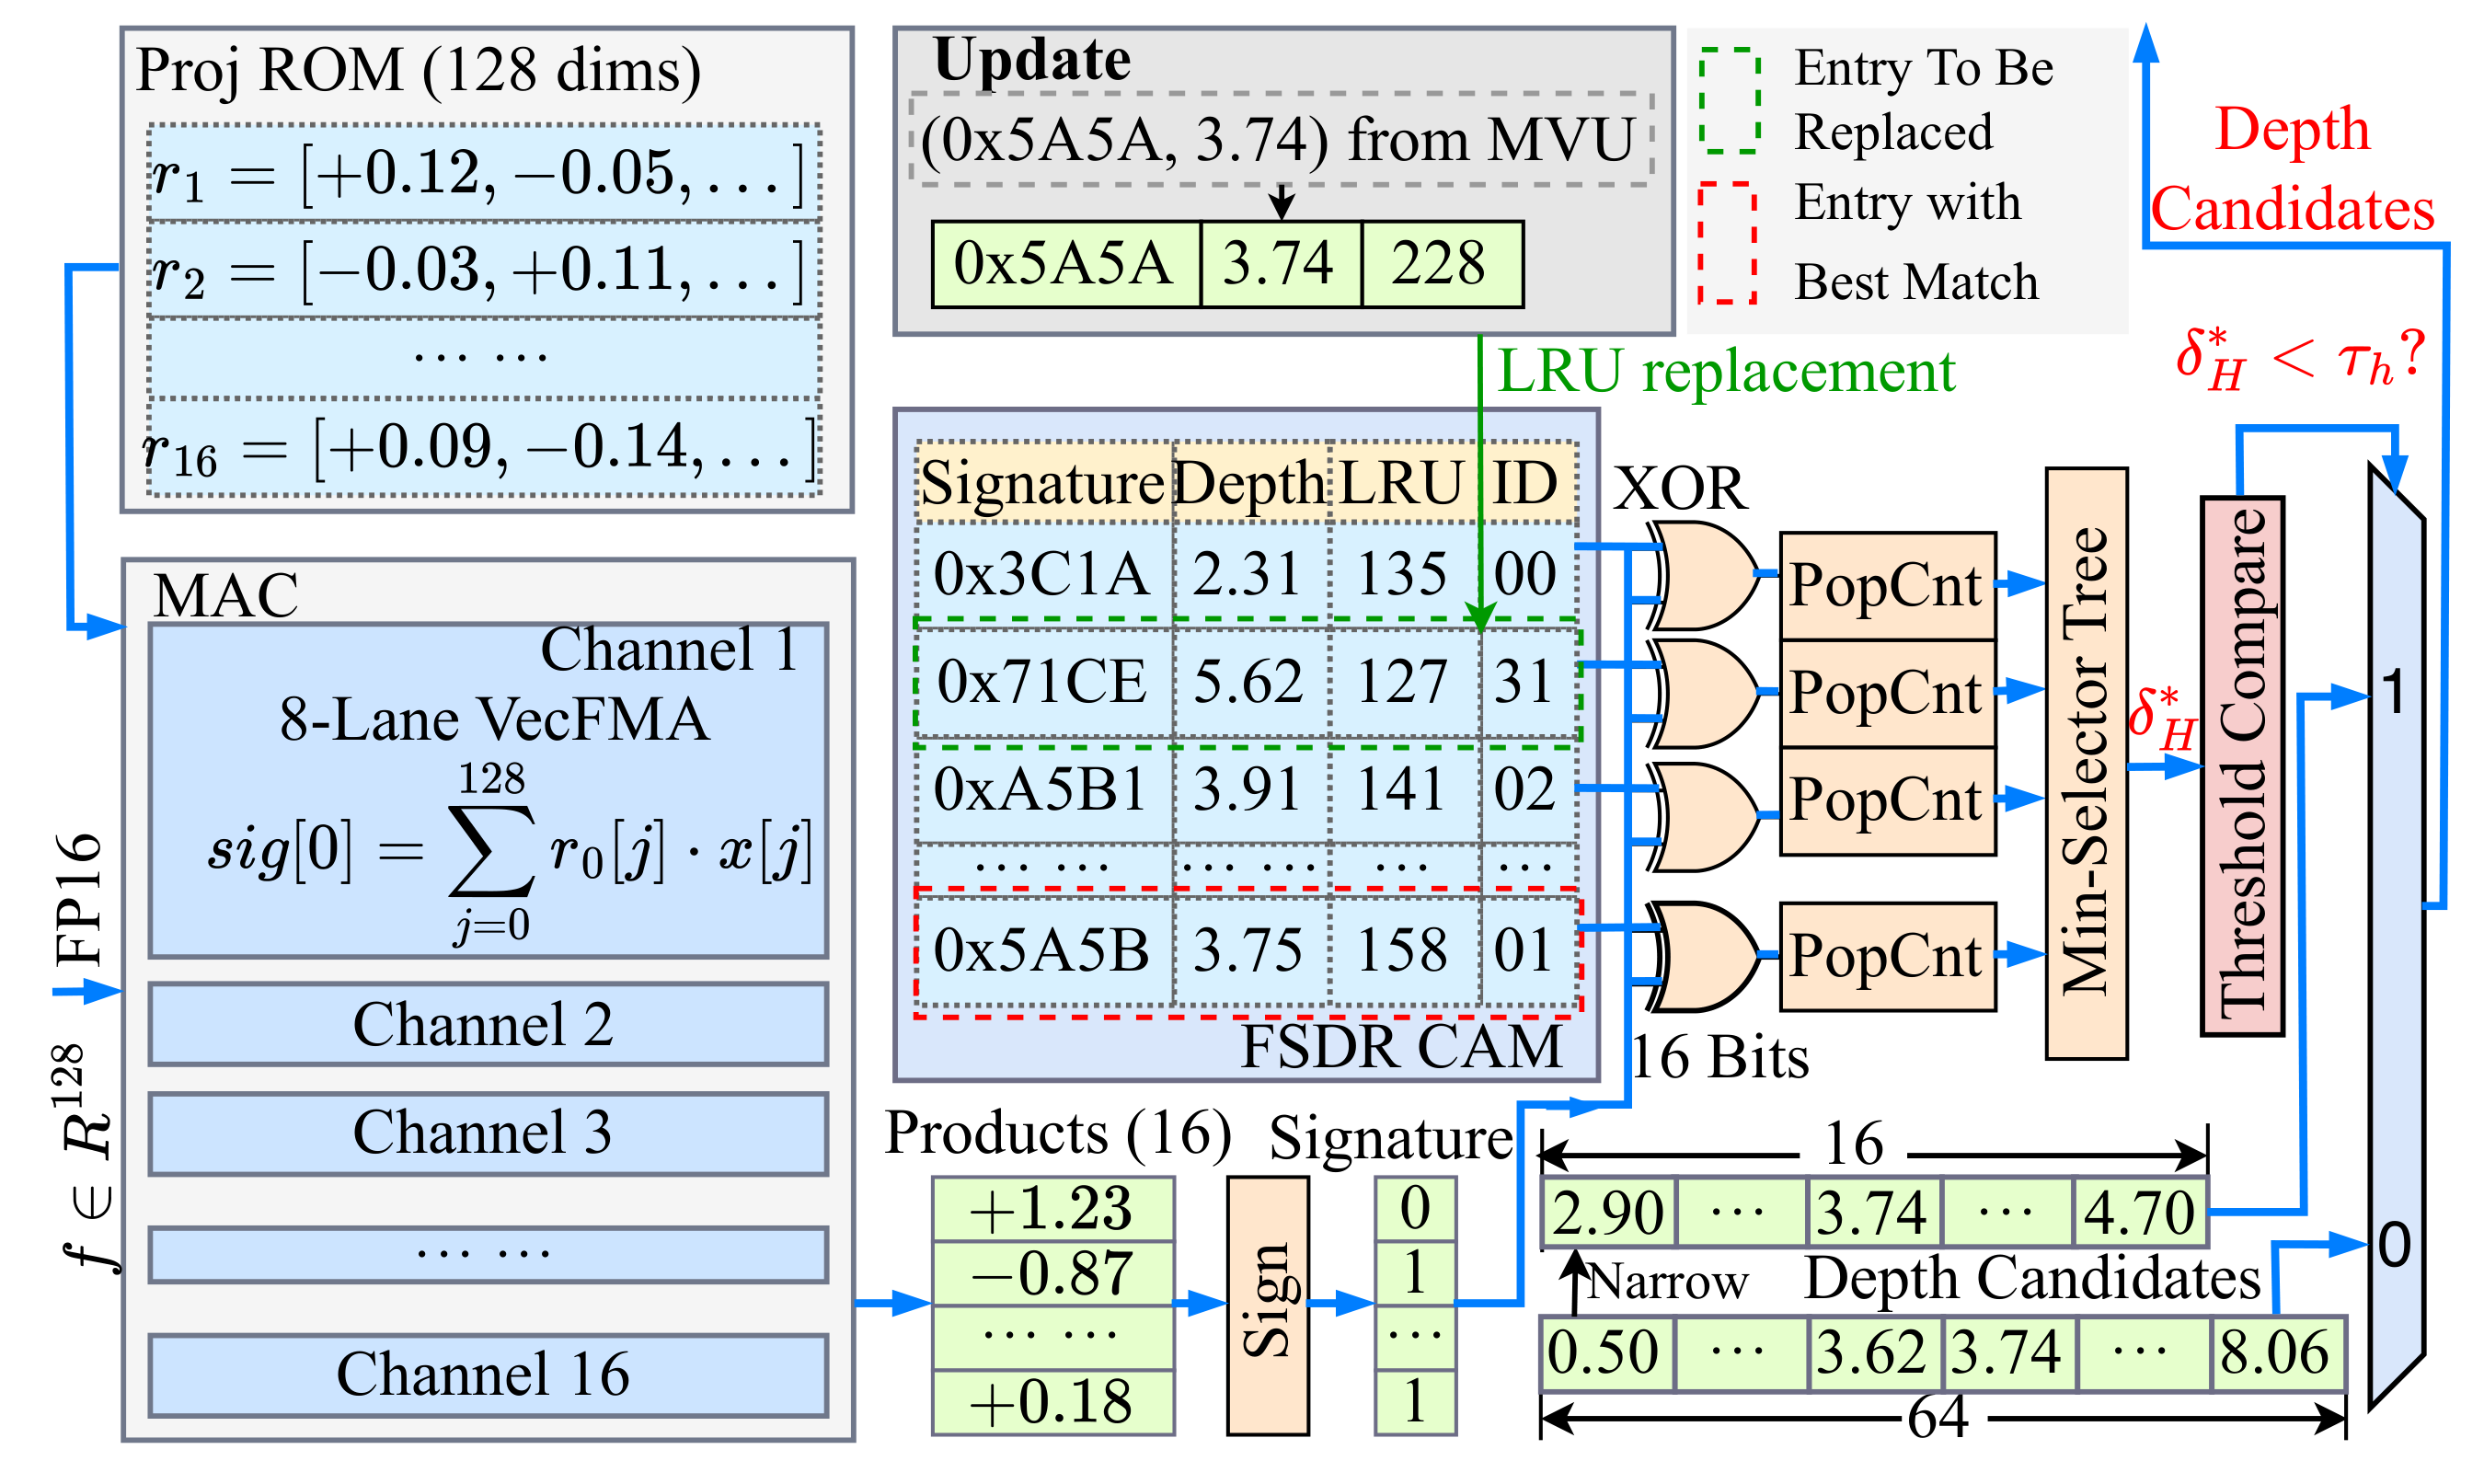 Proj ROM (128 dims)
r₁ = [+0.12, −0.05, …]
r₂ = [−0.03, +0.11, …]
… …
r₁₆ = [+0.09, −0.14, …]
MAC
Channel 1
8-Lane VecFMA
sig[0] = ∑_{j=0}^{128} r₀[j] · x[j]
Channel 2
Channel 3
… …
Channel 16
f ∈ R¹²⁸ FP16
Update
(0x5A5A, 3.74) from MVU
0x5A5A 3.74 228
Entry To Be
Replaced
Entry with
Best Match
LRU replacement
Signature Depth LRU ID
0x3C1A 2.31 135 00
0x71CE 5.62 127 31
0xA5B1 3.91 141 02
… … … … … …
0x5A5B 3.75 158 01
FSDR CAM
XOR
PopCnt
PopCnt
PopCnt
PopCnt
16 Bits
Min-Selector Tree
δ*_H
Threshold Compare
δ*_H < τ_h?
Depth
Candidates
1
0
Products (16)
+1.23
−0.87
… …
+0.18
Sign
Signature
0
1
…
1
16
2.90 … 3.74 … 4.70
Narrow Depth Candidates
0.50 … 3.62 3.74 … 8.06
64